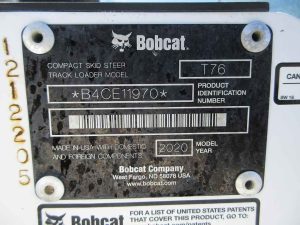 Bobcat
COMPACT SKID STEER
TRACK LOADER MODEL
T76
*B4CE11970*
PRODUCT
IDENTIFICATION
NUMBER
MADE IN USA WITH DOMESTIC
AND FOREIGN COMPONENTS
2020
MODEL
YEAR
Bobcat Company
West Fargo, ND 58078 USA
www.bobcat.com
1212205
CAN
Bobcat
FOR A LIST OF UNITED STATES PATENTS
THAT COVER THIS PRODUCT, GO TO: